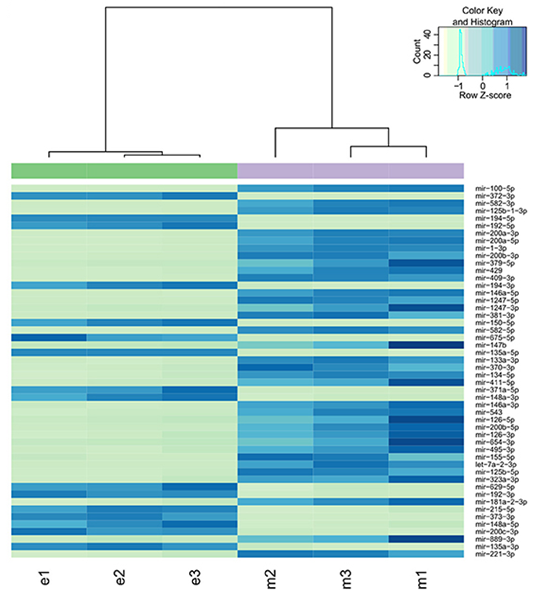 Color Key
and Histogram
Count
0 20 40
−1 0 1
Row Z-score
mir-100-5p
mir-372-3p
mir-582-3p
mir-125b-1-3p
mir-194-5p
mir-192-5p
mir-200a-3p
mir-200a-5p
mir-1-3p
mir-200b-3p
mir-379-5p
mir-429
mir-409-3p
mir-194-3p
mir-146a-5p
mir-1247-5p
mir-1247-3p
mir-381-3p
mir-150-5p
mir-582-5p
mir-675-5p
mir-147b
mir-135a-5p
mir-133a-3p
mir-370-3p
mir-134-5p
mir-411-5p
mir-371a-5p
mir-148a-3p
mir-146a-3p
mir-543
mir-126-5p
mir-200b-5p
mir-126-3p
mir-654-3p
mir-495-3p
mir-155-5p
let-7a-2-3p
mir-125b-5p
mir-323a-3p
mir-629-5p
mir-192-3p
mir-181a-2-3p
mir-215-5p
mir-373-3p
mir-148a-5p
mir-200c-3p
mir-889-3p
mir-135a-3p
mir-221-3p
e1 e2 e3 m2 m3 m1